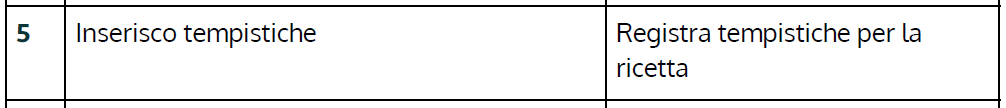 5 Inserisco tempistiche Registra tempistiche per la
ricetta